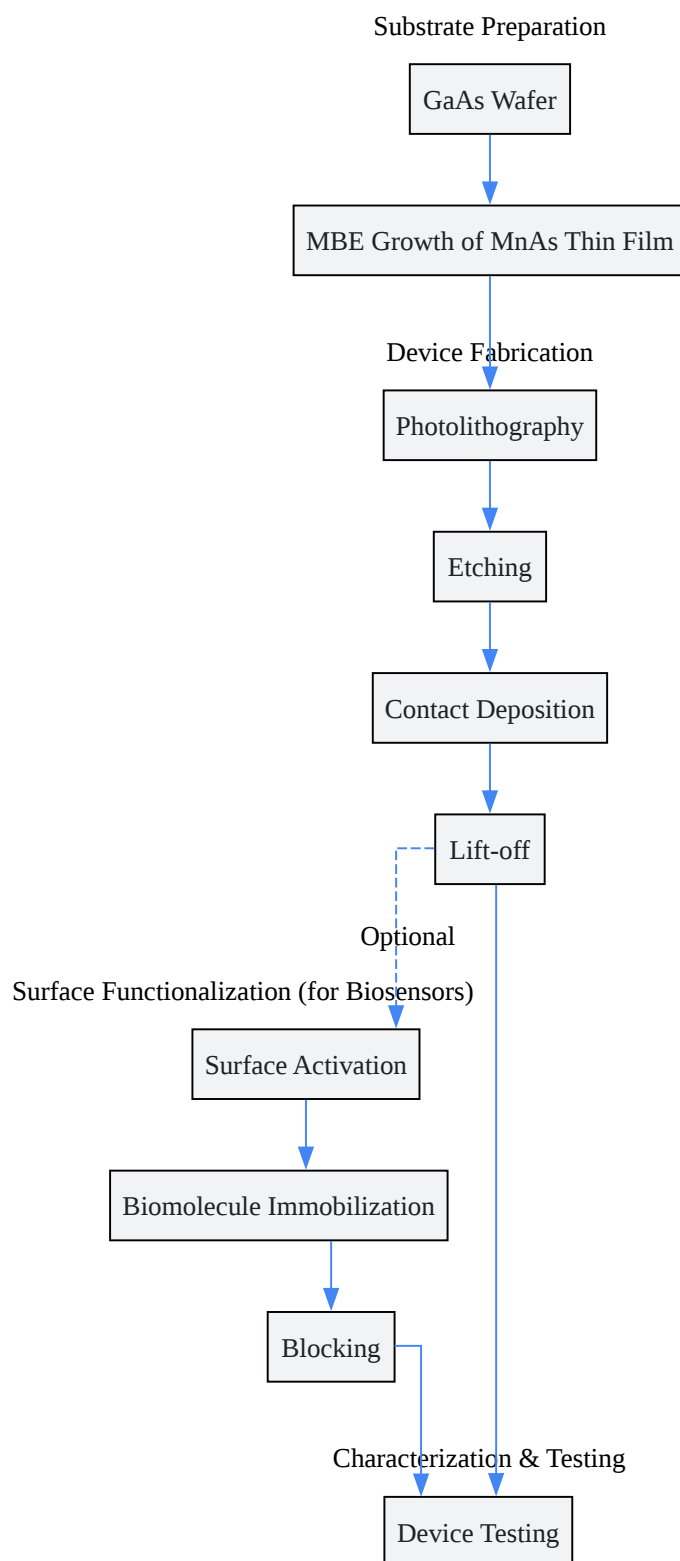 Substrate Preparation
GaAs Wafer
MBE Growth of MnAs Thin Film
Device Fabrication
Photolithography
Etching
Contact Deposition
Lift-off
Optional
Surface Functionalization (for Biosensors)
Surface Activation
Biomolecule Immobilization
Blocking
Characterization & Testing
Device Testing